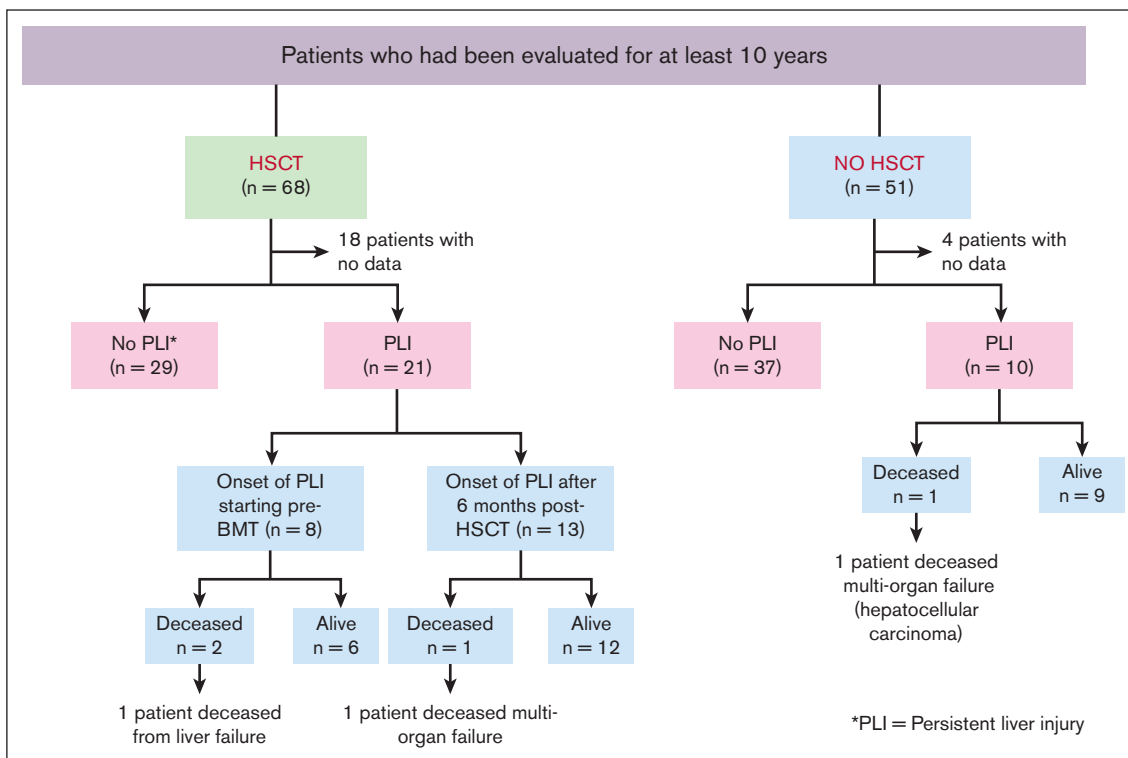 Patients who had been evaluated for at least 10 years
HSCT
(n = 68)
NO HSCT
(n = 51)
18 patients with
no data
4 patients with
no data
No PLI*
(n = 29)
PLI
(n = 21)
No PLI
(n = 37)
PLI
(n = 10)
Onset of PLI
starting pre-
BMT (n = 8)
Onset of PLI after
6 months post-
HSCT (n = 13)
Deceased
n = 1
Alive
n = 9
1 patient deceased
multi-organ failure
(hepatocellular
carcinoma)
Deceased
n = 2
Alive
n = 6
Deceased
n = 1
Alive
n = 12
1 patient deceased
from liver failure
1 patient deceased multi-
organ failure
*PLI = Persistent liver injury